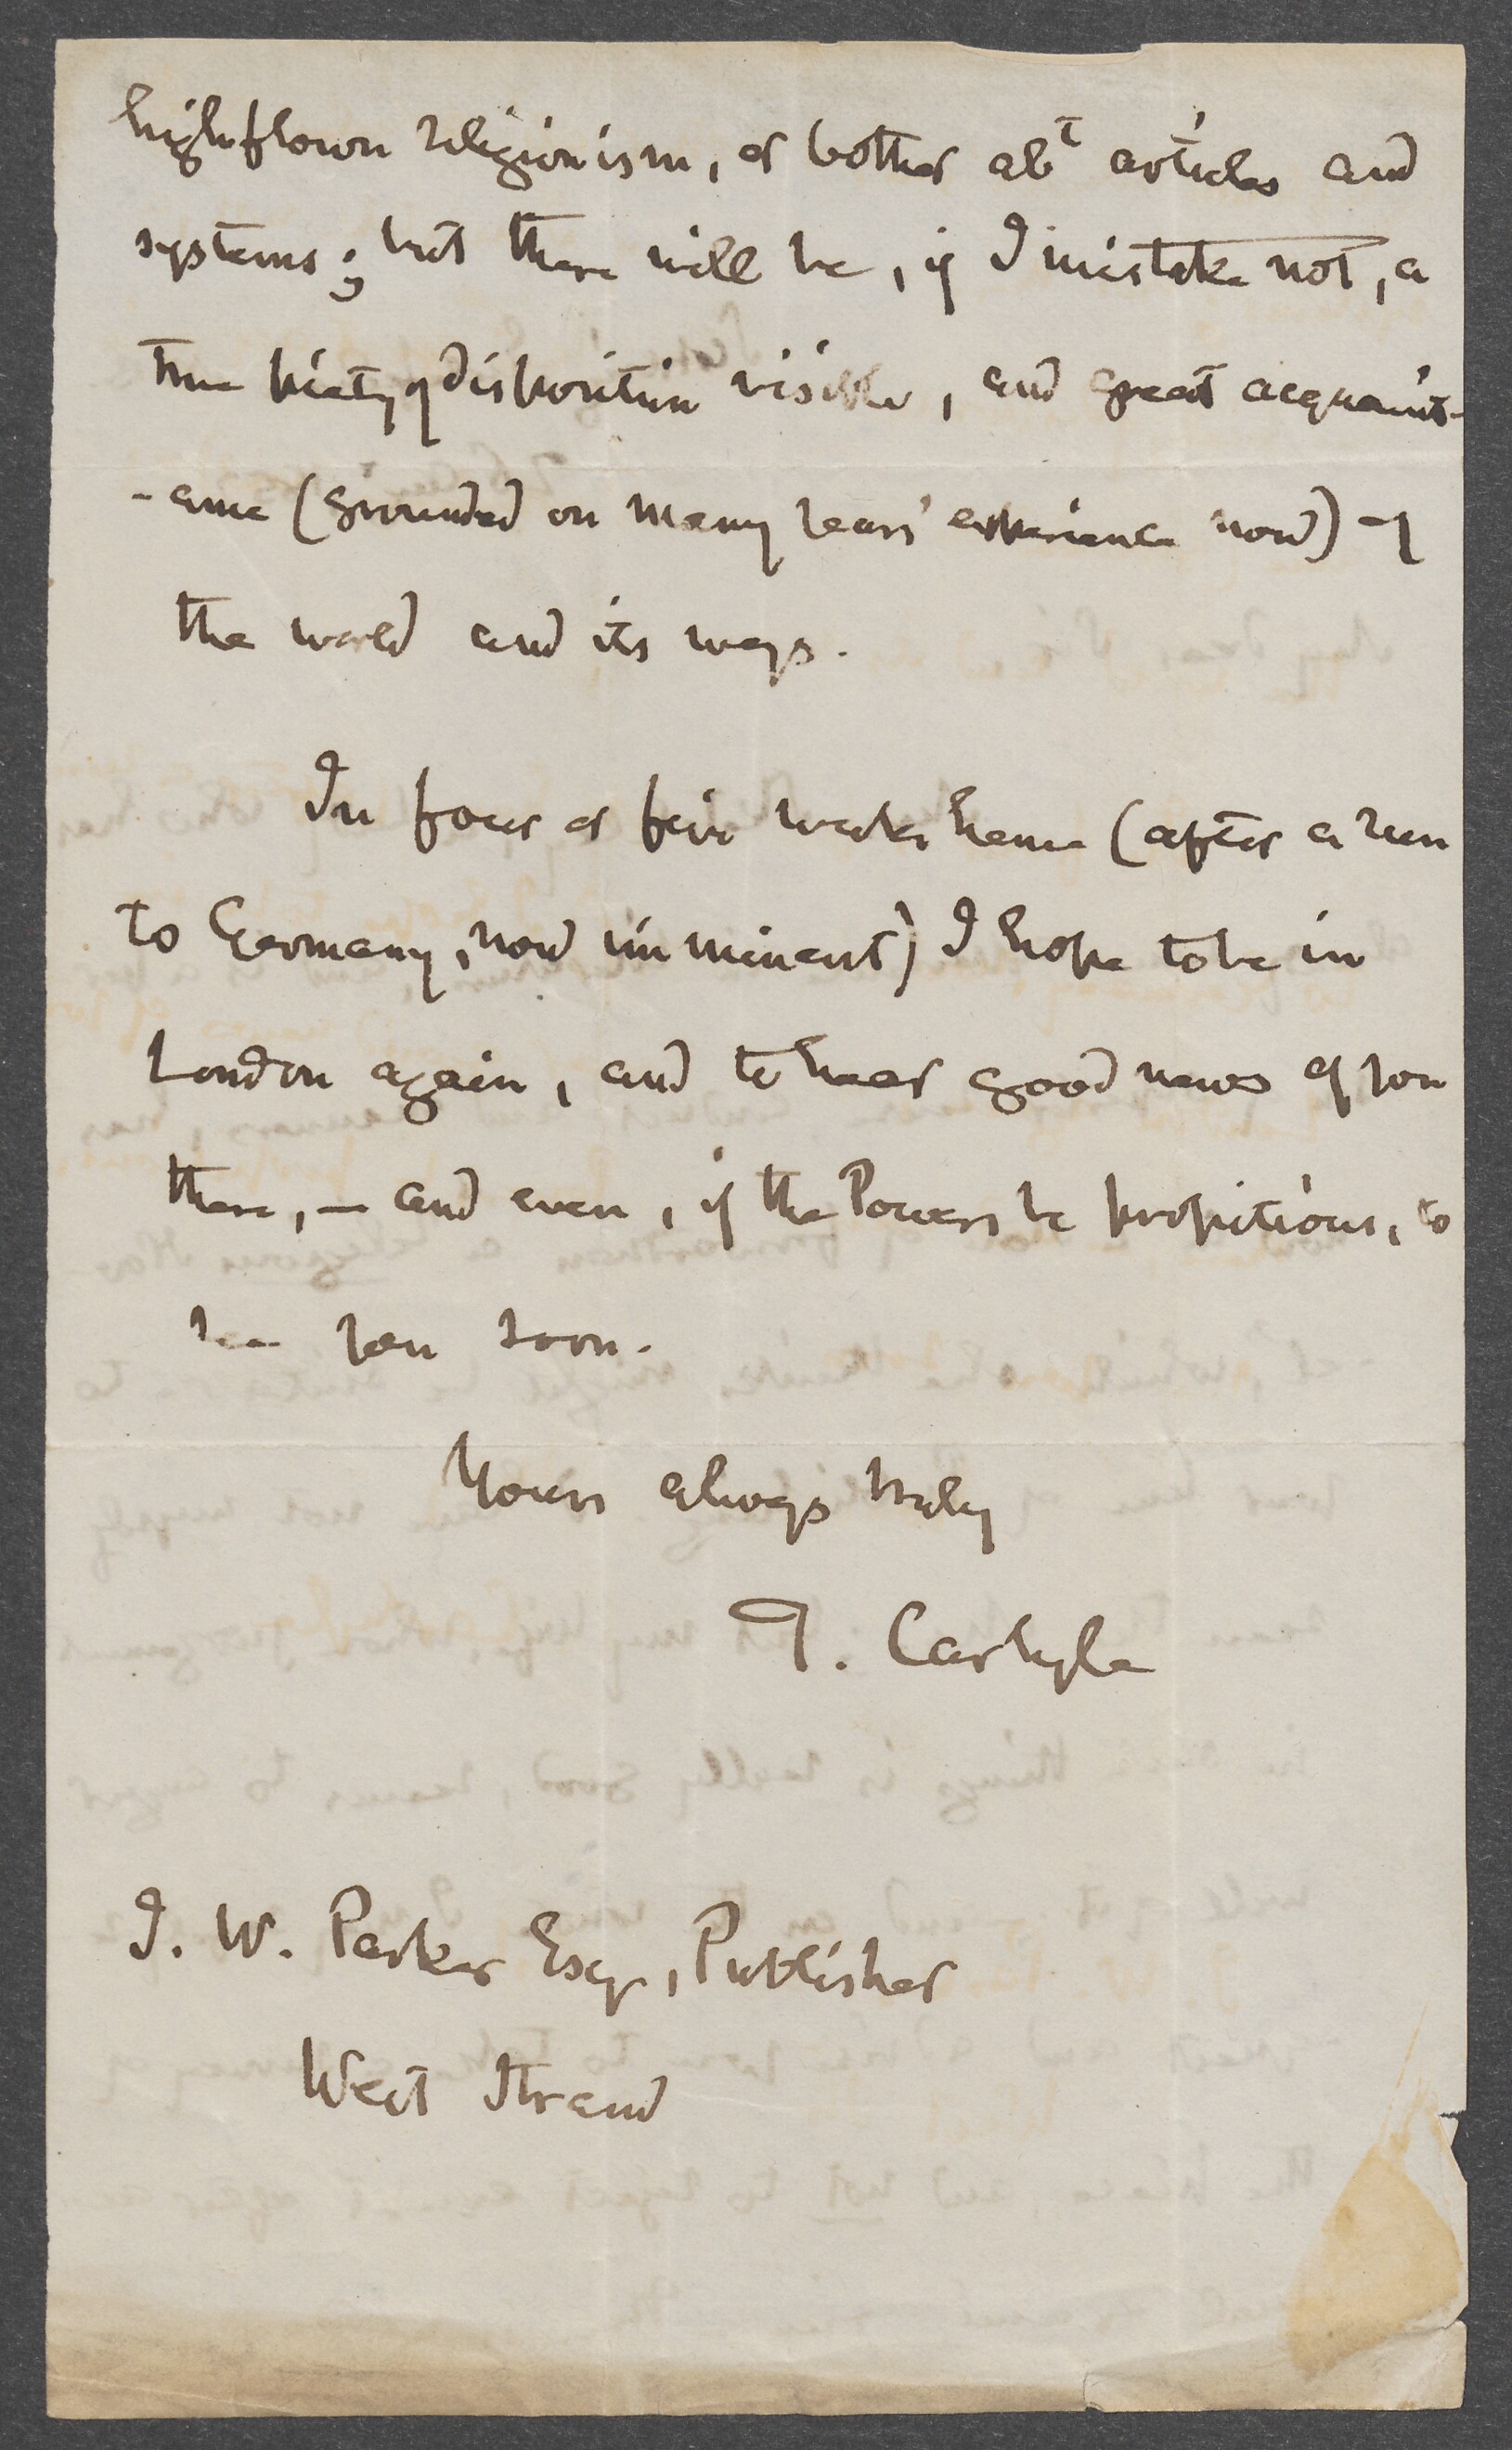 highflown religionism, or bother abt articles and
systems; but there will be, if I mistake not, a
true piety of disposition visible, and great acquaint-
-ance (grounded on many years' experience now) of
the world and its ways.
In four or five weeks hence (after a run
to Germany, now imminent) I hope to be in
London again, and to hear good news of you
there, — and even, if the Powers be propitious, to
see you soon.
Yours always truly
T. Carlyle
J. W. Parker Esqr, Publisher
West Strand